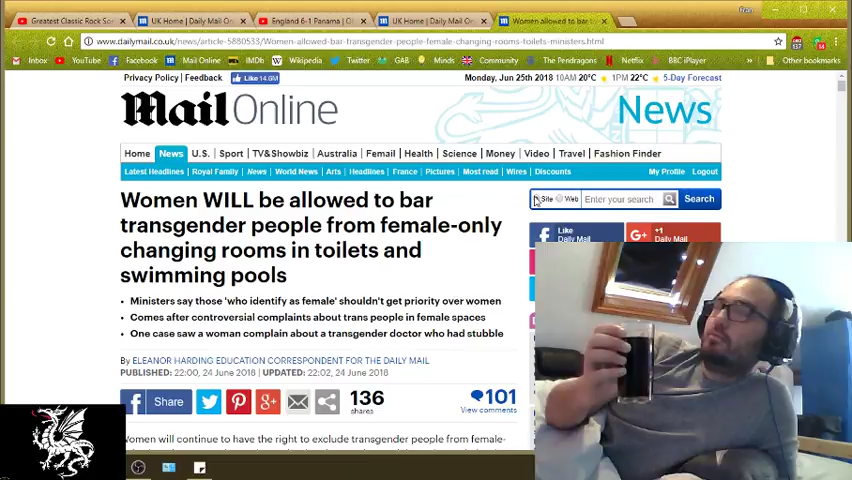 Greatest Classic Rock Son
UK Home | Daily Mail On
England 6-1 Panama | G
UK Home | Daily Mail On
Women allowed to bar t
www.dailymail.co.uk/news/article-5880533/Women-allowed-bar-transgender-people-female-changing-rooms-toilets-ministers.html
Inbox YouTube Facebook Mail Online IMDb Wikipedia Twitter GAB Minds Community The Pendragons Netflix BBC iPlayer Other bookmarks
Privacy Policy | Feedback Like 14.6M Monday, Jun 25th 2018 10AM 20°C 1PM 22°C 5-Day Forecast
Mail Online News
Home News U.S. Sport TV&Showbiz Australia Femail Health Science Money Video Travel Fashion Finder
Latest Headlines Royal Family News World News Arts Headlines France Pictures Most read Wires Discounts My Profile Logout
Site Web Enter your search Search
Women WILL be allowed to bar
transgender people from female-only
changing rooms in toilets and
swimming pools
Like
Daily Mail
+1
Daily Mail
Ministers say those 'who identify as female' shouldn't get priority over women
Comes after controversial complaints about trans people in female spaces
One case saw a woman complain about a transgender doctor who had stubble
By ELEANOR HARDING EDUCATION CORRESPONDENT FOR THE DAILY MAIL
PUBLISHED: 22:00, 24 June 2018 | UPDATED: 22:02, 24 June 2018
Share
136
shares
101
View comments
Women will continue to have the right to exclude transgender people from female-